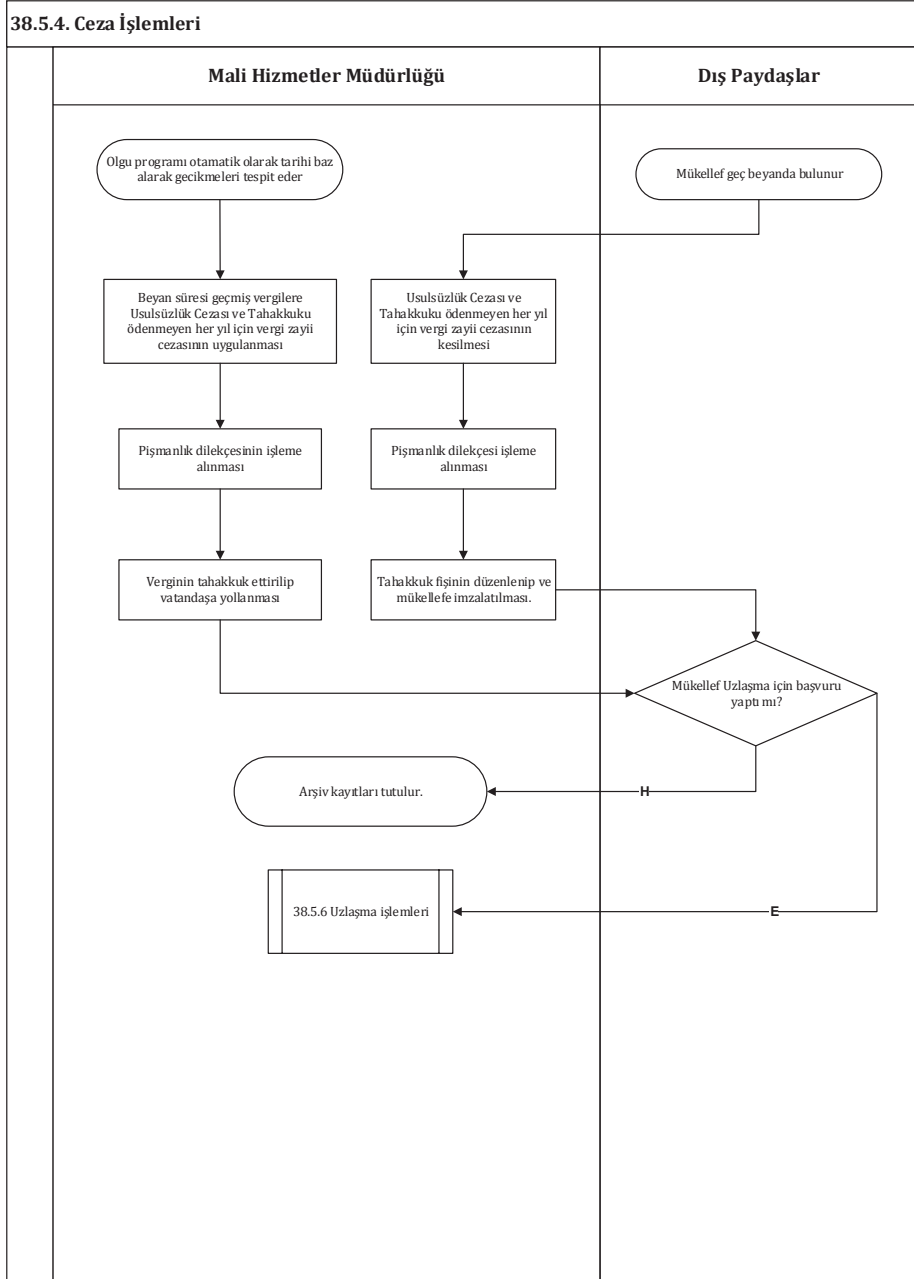 38.5.4. Ceza İşlemleri
Mali Hizmetler Müdürlüğü
Dış Paydaşlar
Olgu programı otamatik olarak tarihi baz
alarak gecikmeleri tespit eder
Mükellef geç beyanda bulunur
Beyan süresi geçmiş vergilere
Usulsüzlük Cezası ve Tahakkuku
ödenmeyen her yıl için vergi zayii
cezasının uygulanması
Usulsüzlük Cezası ve
Tahakkuku ödenmeyen her yıl
için vergi zayii cezasının
kesilmesi
Pişmanlık dilekçesinin işleme
alınması
Pişmanlık dilekçesi işleme
alınması
Verginin tahakkuk ettirilip
vatandaşa yollanması
Tahakkuk fişinin düzenlenip ve
mükellefe imzalatılması.
Mükellef Uzlaşma için başvuru
yaptı mı?
Arşiv kayıtları tutulur.
H
38.5.6 Uzlaşma işlemleri
E